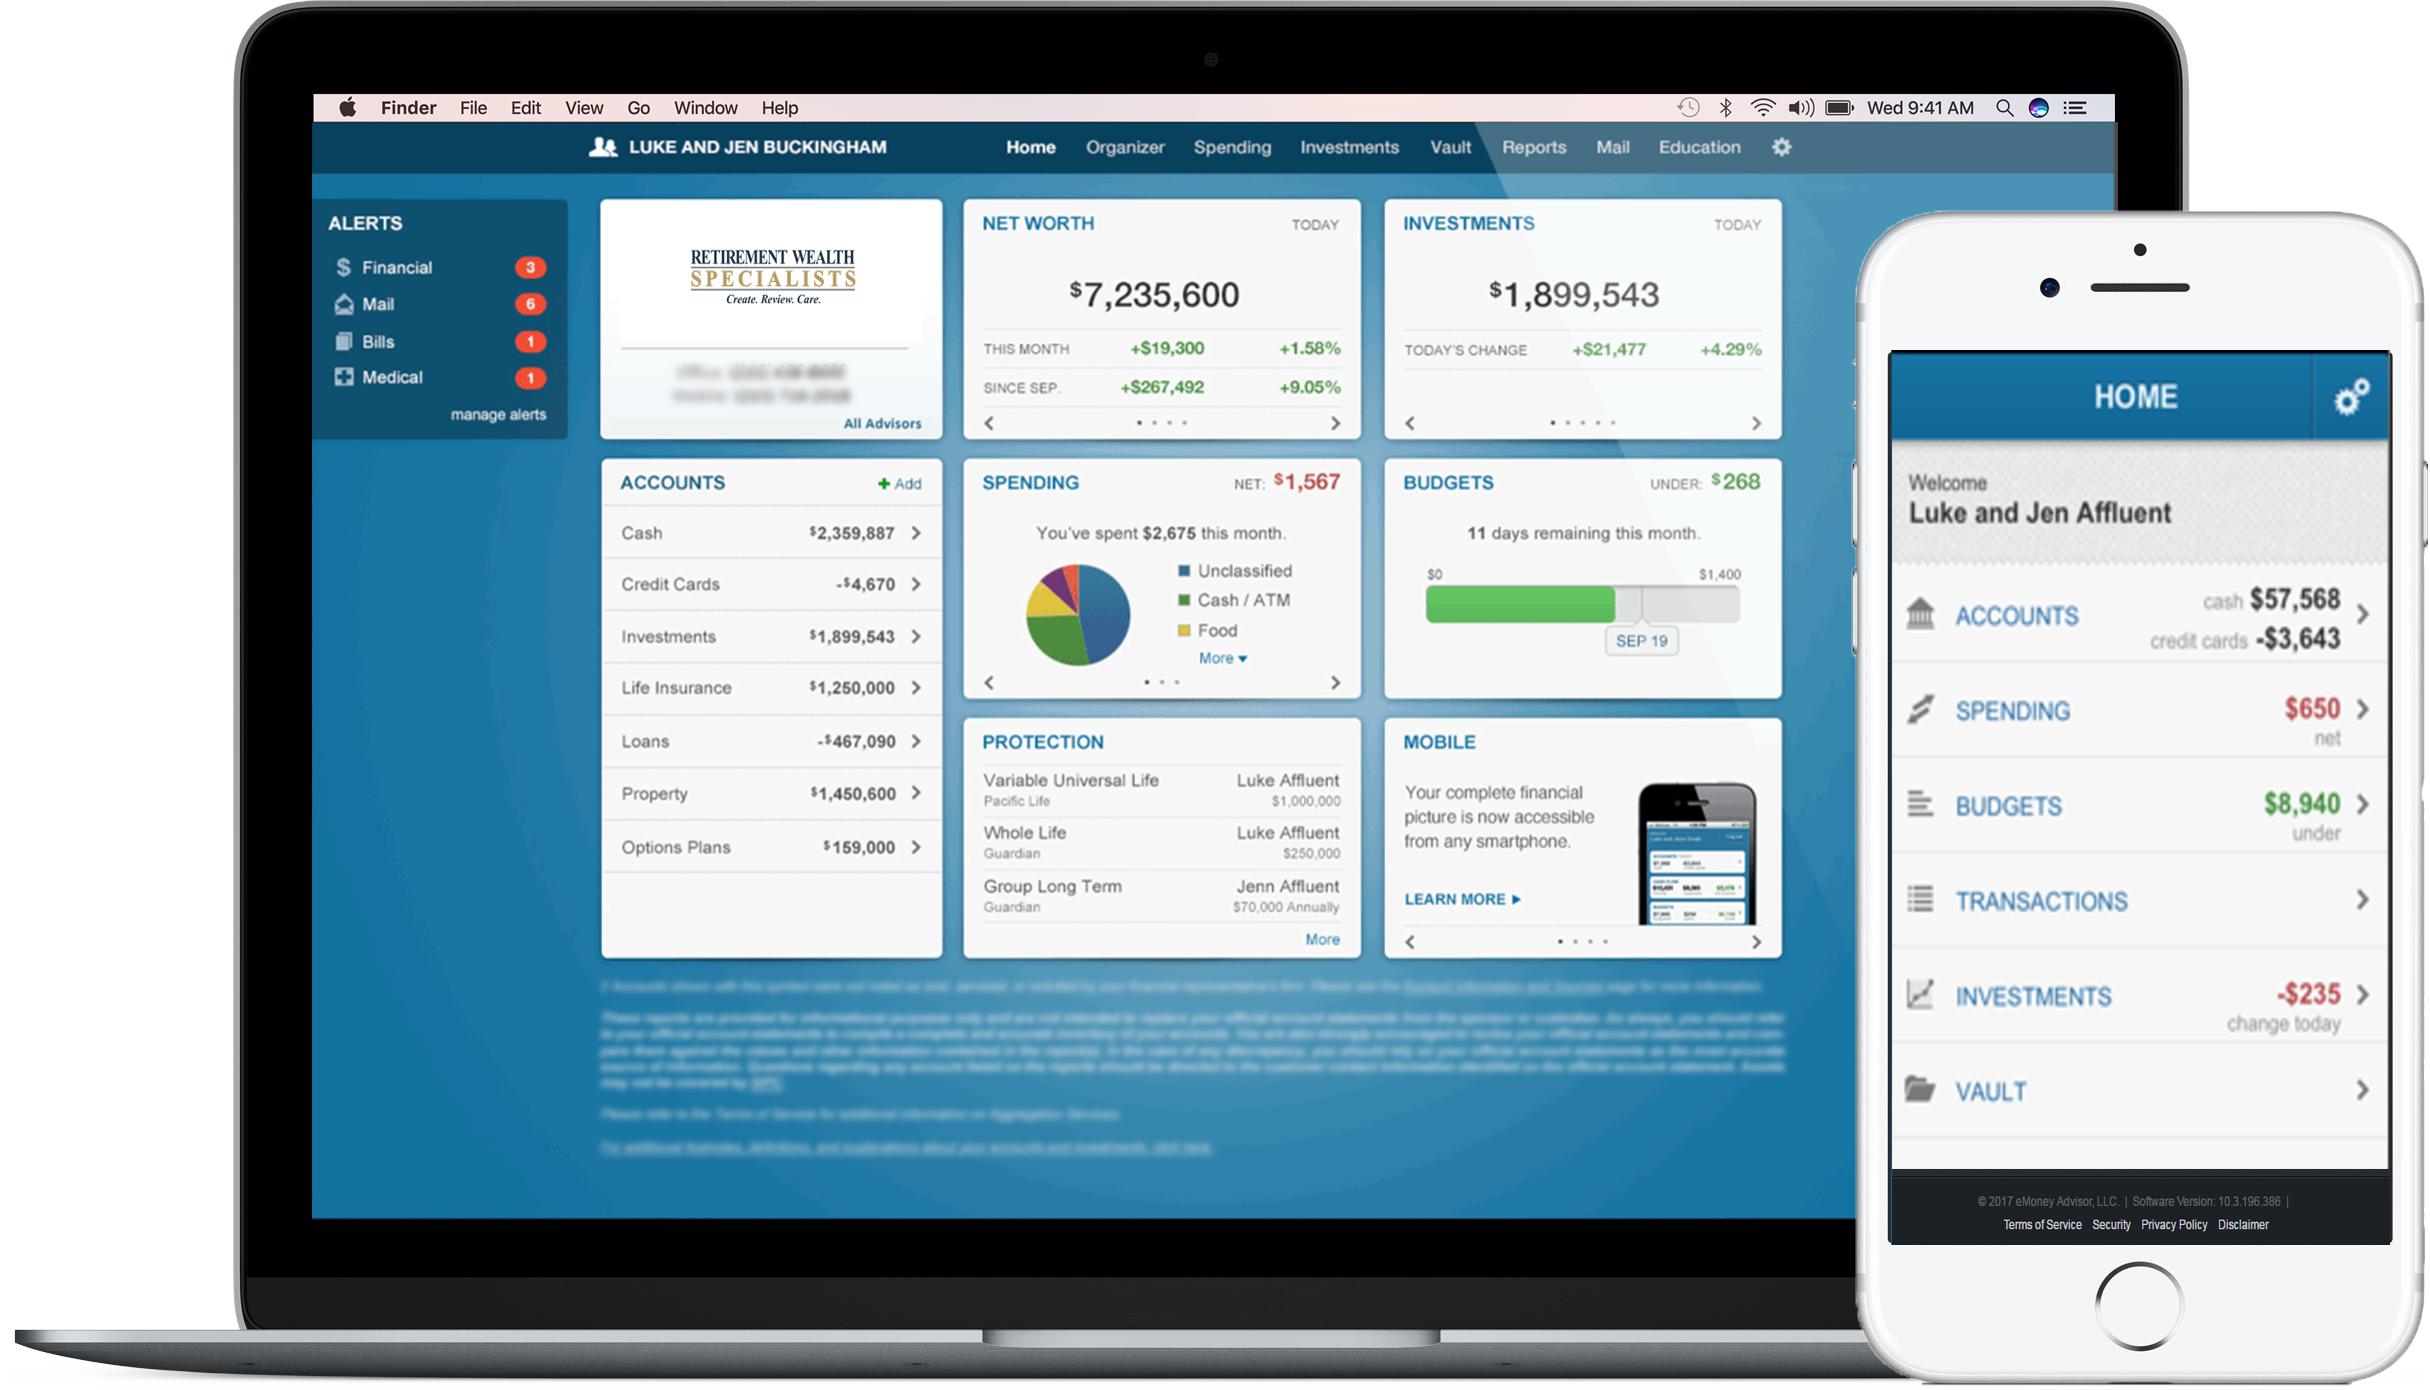 Finder File Edit View Go Window Help
Wed 9:41 AM
LUKE AND JEN BUCKINGHAM
Home Organizer Spending Investments Vault Reports Mail Education
ALERTS
$ Financial 3
Mail 6
Bills 1
Medical 1
manage alerts
RETIREMENT WEALTH
SPECIALISTS
Create. Review. Care.
All Advisors
NET WORTH TODAY
$7,235,600
THIS MONTH +$19,300 +1.58%
SINCE SEP. +$267,492 +9.05%
INVESTMENTS TODAY
$1,899,543
TODAY'S CHANGE +$21,477 +4.29%
ACCOUNTS + Add
Cash $2,359,887
Credit Cards -$4,670
Investments $1,899,543
Life Insurance $1,250,000
Loans -$467,090
Property $1,450,600
Options Plans $159,000
SPENDING NET: $1,567
You've spent $2,675 this month.
Unclassified
Cash / ATM
Food
More
BUDGETS UNDER: $268
11 days remaining this month.
$0 $1,400
SEP 19
PROTECTION
Variable Universal Life Luke Affluent
Pacific Life $1,000,000
Whole Life Luke Affluent
Guardian $250,000
Group Long Term Jenn Affluent
Guardian $70,000 Annually
More
MOBILE
Your complete financial
picture is now accessible
from any smartphone.
LEARN MORE
HOME
Welcome
Luke and Jen Affluent
ACCOUNTS
cash $57,568
credit cards -$3,643
SPENDING $650
net
BUDGETS $8,940
under
TRANSACTIONS
INVESTMENTS -$235
change today
VAULT
© 2017 eMoney Advisor, LLC. | Software Version: 10.3.196.386 |
Terms of Service Security Privacy Policy Disclaimer